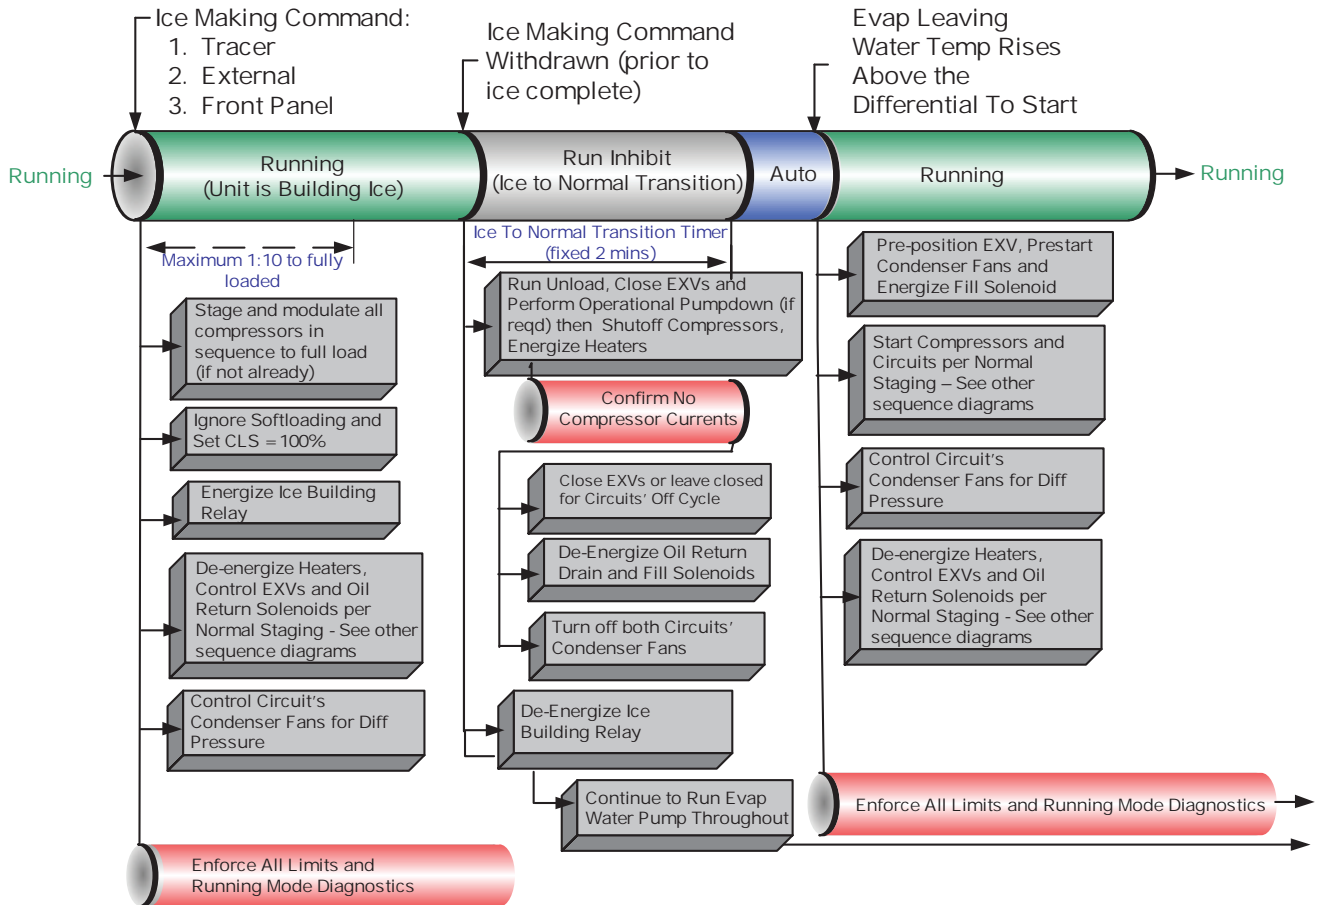 Ice Making Command:
1. Tracer
2. External
3. Front Panel
Ice Making Command
Withdrawn (prior to
ice complete)
Evap Leaving
Water Temp Rises
Above the
Differential To Start
Running
Running
(Unit is Building Ice)
Run Inhibit
(Ice to Normal Transition)
Auto
Running
Running
Maximum 1:10 to fully
loaded
Stage and modulate all
compressors in
sequence to full load
(if not already)
Ignore Softloading and
Set CLS = 100%
Energize Ice Building
Relay
De-energize Heaters,
Control EXVs and Oil
Return Solenoids per
Normal Staging - See other
sequence diagrams
Control Circuit's
Condenser Fans for Diff
Pressure
Enforce All Limits and
Running Mode Diagnostics
Ice To Normal Transition Timer
(fixed 2 mins)
Run Unload, Close EXVs and
Perform Operational Pumpdown (if
reqd) then Shutoff Compressors,
Energize Heaters
Confirm No
Compressor Currents
Close EXVs or leave closed
for Circuits' Off Cycle
De-Energize Oil Return
Drain and Fill Solenoids
Turn off both Circuits'
Condenser Fans
De-Energize Ice
Building Relay
Continue to Run Evap
Water Pump Throughout
Pre-position EXV, Prestart
Condenser Fans and
Energize Fill Solenoid
Start Compressors and
Circuits per Normal
Staging – See other
sequence diagrams
Control Circuit's
Condenser Fans for Diff
Pressure
De-energize Heaters,
Control EXVs and Oil
Return Solenoids per
Normal Staging - See other
sequence diagrams
Enforce All Limits and Running Mode Diagnostics